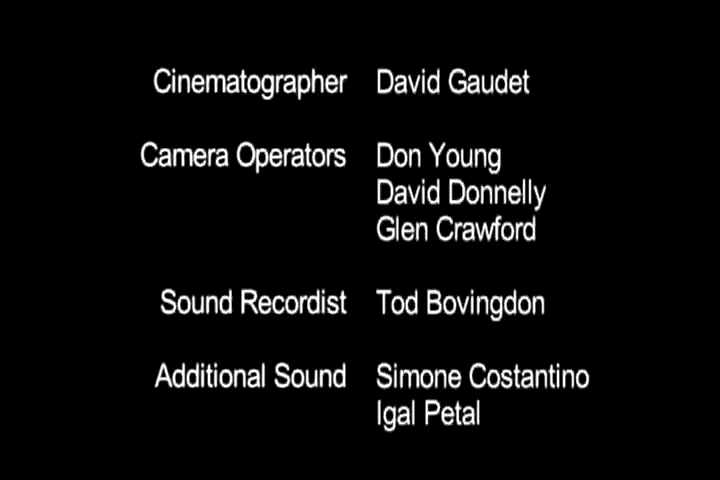 Cinematographer David Gaudet
Camera Operators Don Young
David Donnelly
Glen Crawford
Sound Recordist Tod Bovingdon
Additional Sound Simone Costantino
Igal Petal